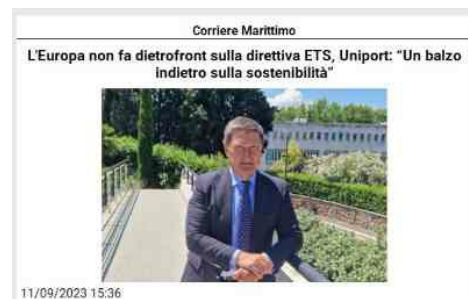 Corriere Marittimo
L'Europa non fa dietrofront sulla direttiva ETS, Uniport: “Un balzo
indietro sulla sostenibilità”
11/09/2023 15:36